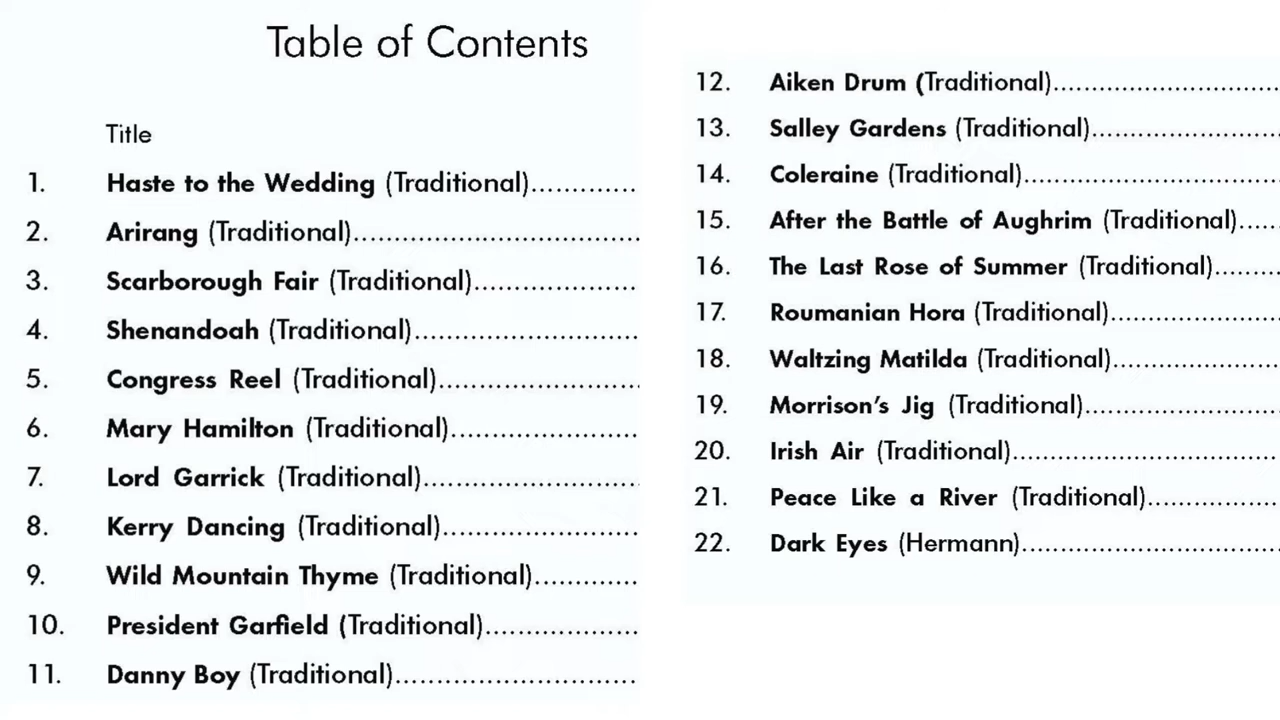 Table of Contents
Title
1. Haste to the Wedding (Traditional)..............
2. Arirang (Traditional)....................................
3. Scarborough Fair (Traditional)....................
4. Shenandoah (Traditional)............................
5. Congress Reel (Traditional).........................
6. Mary Hamilton (Traditional).......................
7. Lord Garrick (Traditional)...........................
8. Kerry Dancing (Traditional)........................
9. Wild Mountain Thyme (Traditional).............
10. President Garfield (Traditional)...................
11. Danny Boy (Traditional)..............................
12. Aiken Drum (Traditional)..............................
13. Salley Gardens (Traditional)........................
14. Coleraine (Traditional).................................
15. After the Battle of Aughrim (Traditional).....
16. The Last Rose of Summer (Traditional)........
17. Roumanian Hora (Traditional)......................
18. Waltzing Matilda (Traditional)......................
19. Morrison's Jig (Traditional).........................
20. Irish Air (Traditional)..................................
21. Peace Like a River (Traditional).................
22. Dark Eyes (Hermann)..................................